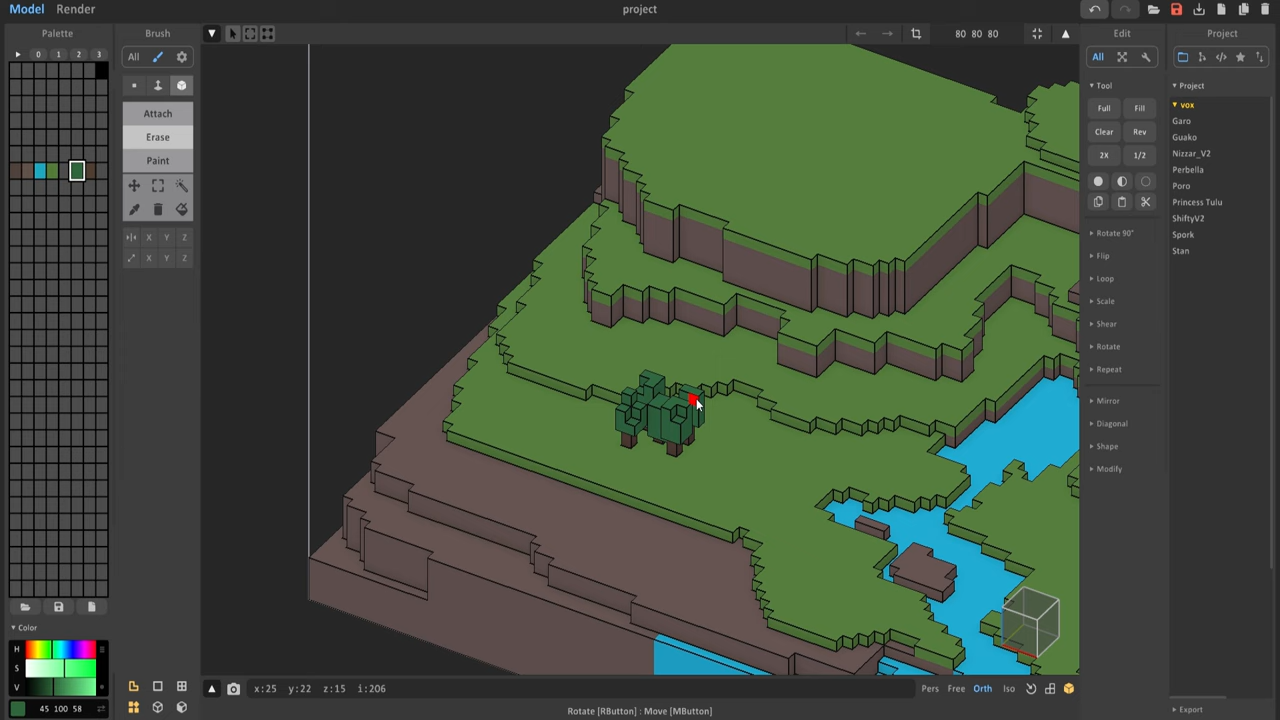 Model Render project
Palette Brush 80 80 80 Edit Project
0 1 2 3 All All
Tool Project
Attach Full Fill vox
Erase Clear Rev Garo
Paint 2X 1/2 Guako
Nizzar_V2
Perbella
Poro
Princess Tulu
X Y Z Rotate 90° ShiftyV2
X Y Z Flip Spork
Loop Stan
Scale
Shear
Rotate
Repeat
Mirror
Diagonal
Shape
Modify
Color
H
S
V x:25 y:22 z:15 i:206 Pers Free Orth Iso
45 100 58 Rotate [RButton] : Move [MButton] Export